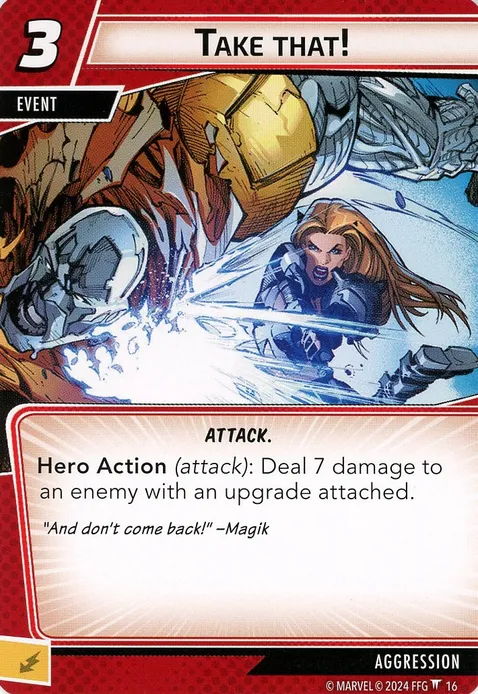 3
TAKE THAT!
EVENT
ATTACK.
Hero Action (attack): Deal 7 damage to
an enemy with an upgrade attached.
"And don't come back!" –Magik
AGGRESSION
© MARVEL © 2024 FFG 16